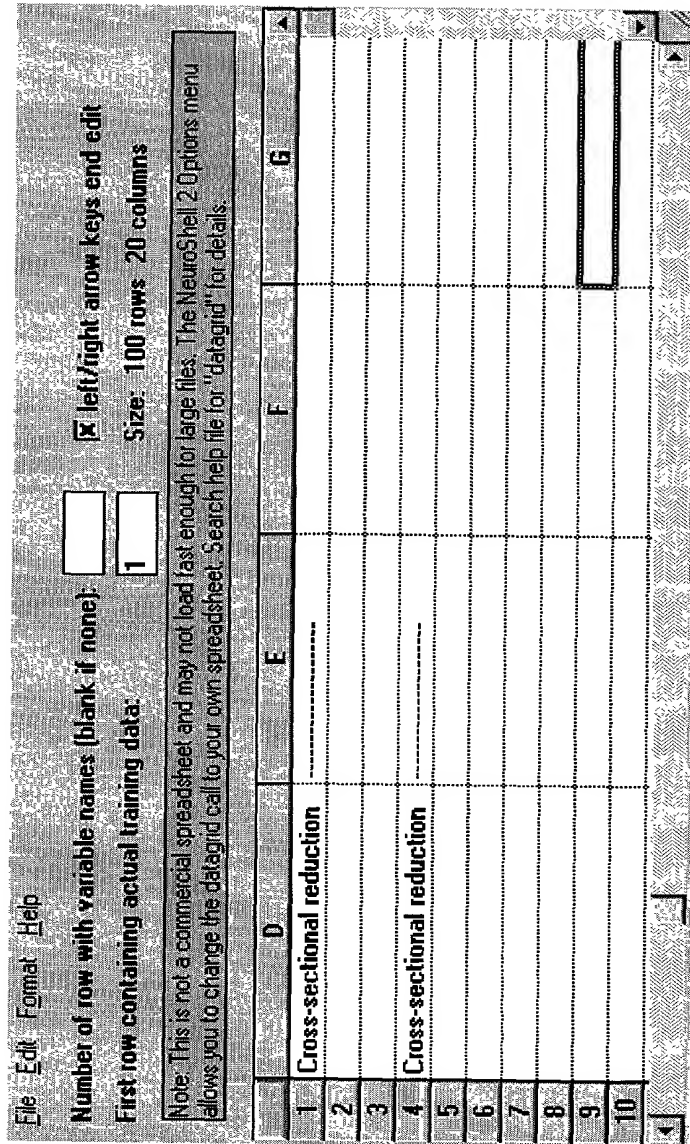 File Edit Format Help
Number of row with variable names (blank if none):
x left/right arrow keys end edit
First row containing actual training data: 1
Size: 100 rows 20 columns
Note: This is not a commercial spreadsheet and may not load fast enough for large files. The NeuroShell 2 Options menu
allows you to change the datagrid call to your own spreadsheet. Search help file for "datagrid" for details.
D E F G
1 Cross-sectional reduction --------------------
2
3
4 Cross-sectional reduction --------------------
5
6
7
8
9
10